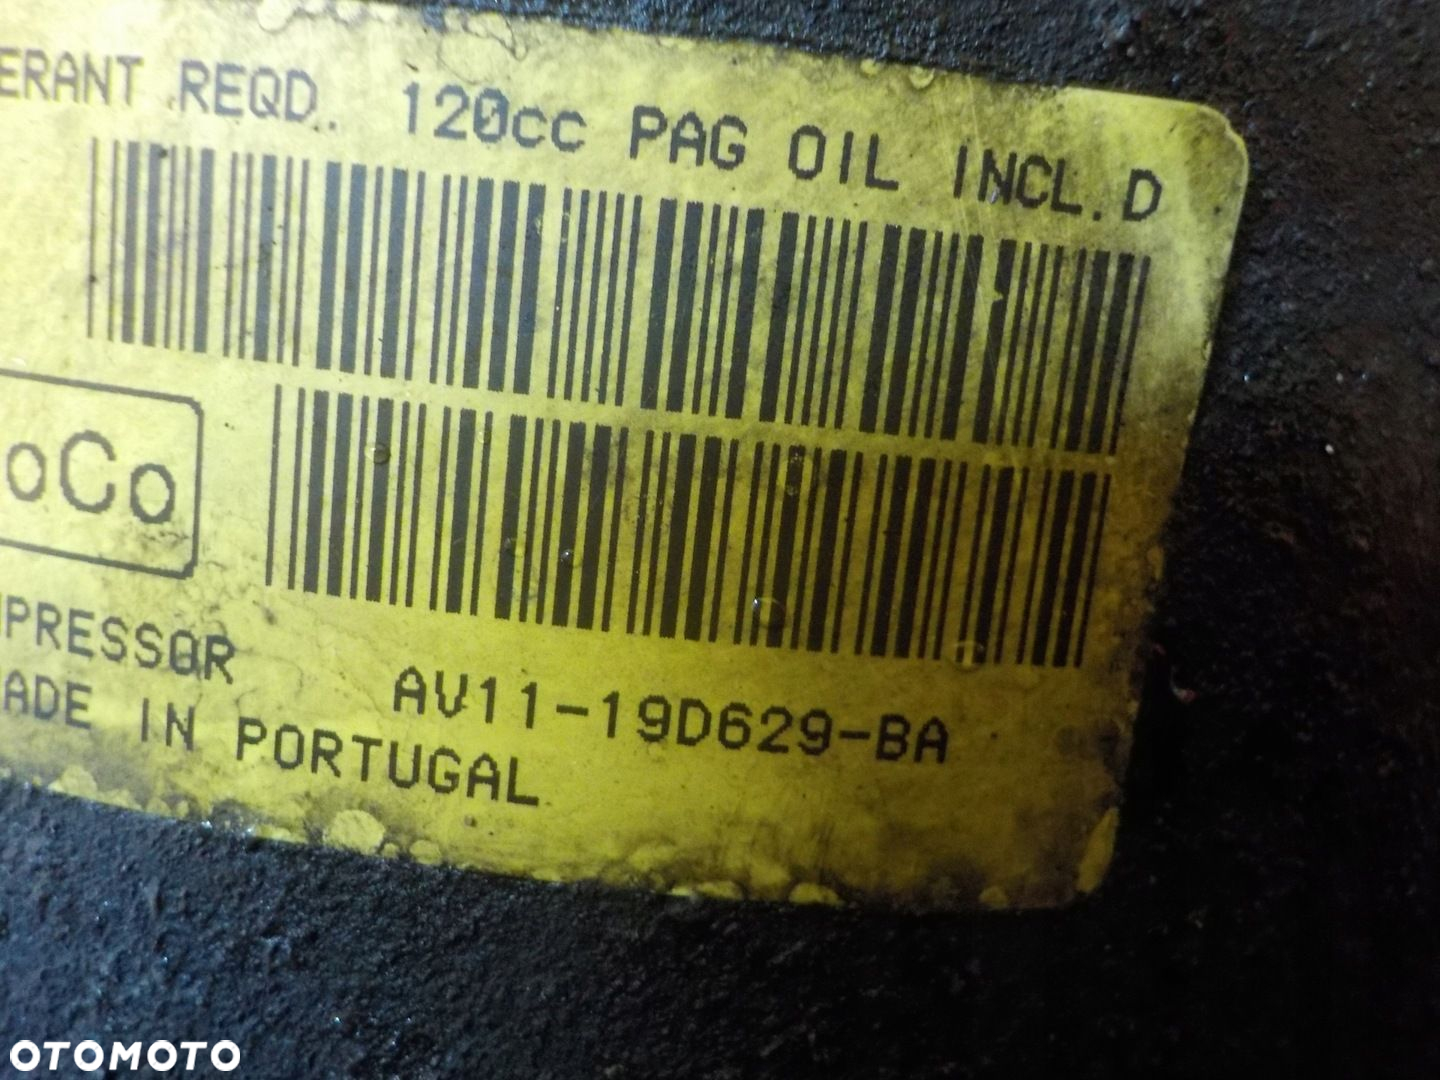 ERANT REQD. 120cc PAG OIL INCL.D
oCo
PRESSOR
AV11-19D629-BA
ADE IN PORTUGAL
OTOMOTO